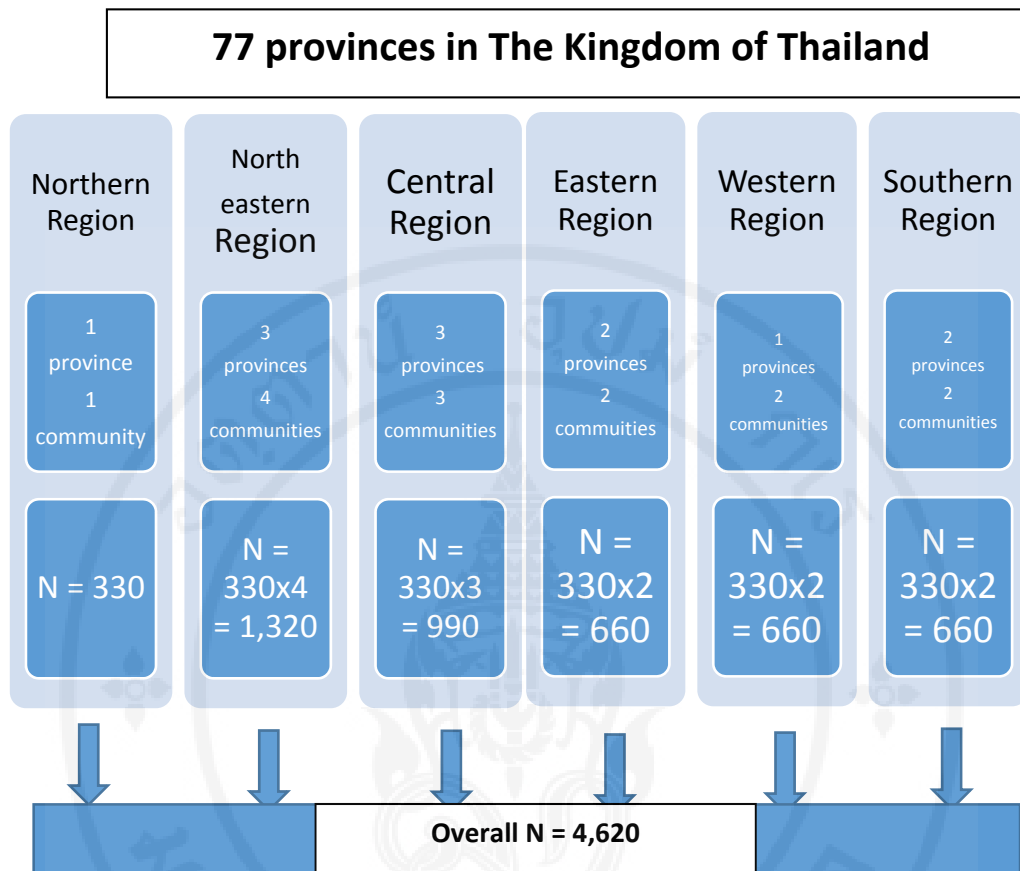 77 provinces in The Kingdom of Thailand
Northern
Region
1
province
1
community
N = 330
North
eastern
Region
3
provinces
4
communities
N =
330x4
= 1,320
Central
Region
3
provinces
3
communities
N =
330x3
= 990
Eastern
Region
2
provinces
2
commuities
N =
330x2
= 660
Western
Region
1
provinces
2
communities
N =
330x2
= 660
Southern
Region
2
provinces
2
communities
N =
330x2
= 660
Overall N = 4,620